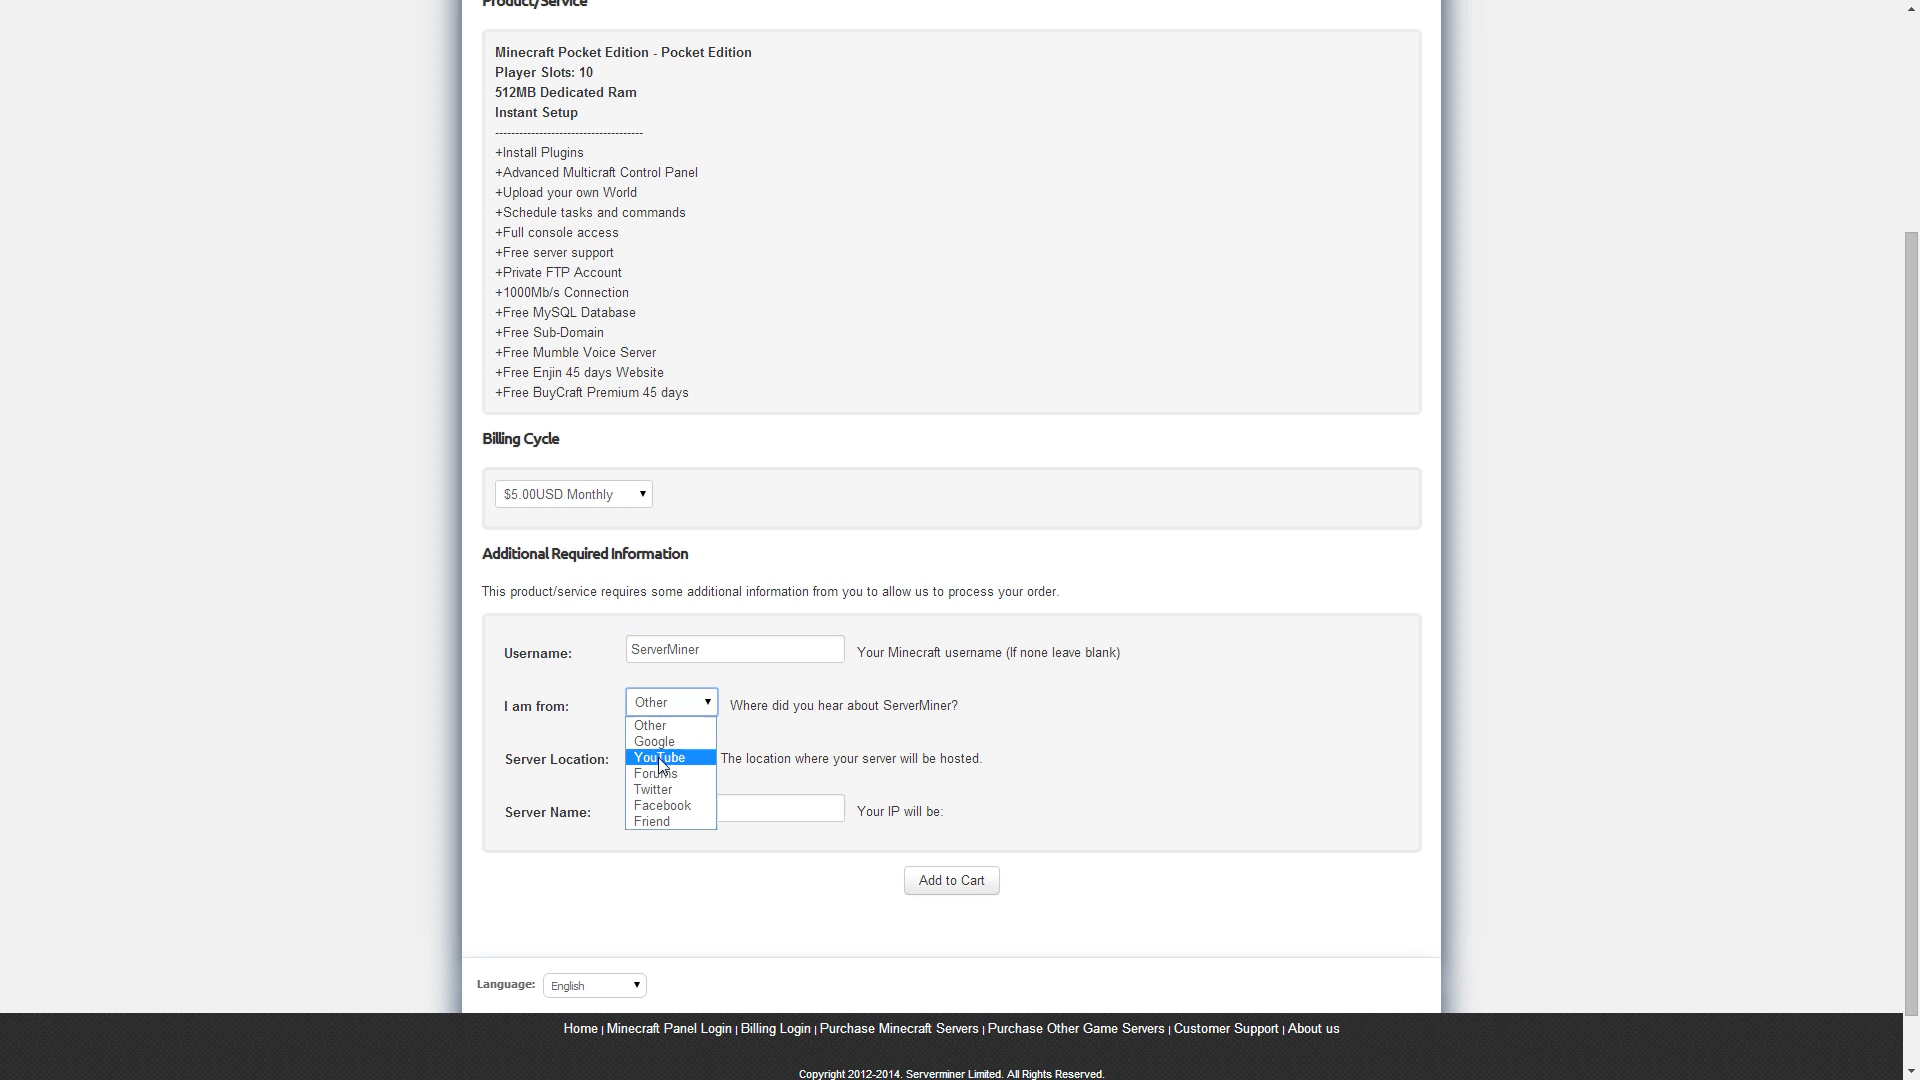 Product/Service
Minecraft Pocket Edition - Pocket Edition
Player Slots: 10
512MB Dedicated Ram
Instant Setup
-------------------------------------
+Install Plugins
+Advanced Multicraft Control Panel
+Upload your own World
+Schedule tasks and commands
+Full console access
+Free server support
+Private FTP Account
+1000Mb/s Connection
+Free MySQL Database
+Free Sub-Domain
+Free Mumble Voice Server
+Free Enjin 45 days Website
+Free BuyCraft Premium 45 days
Billing Cycle
$5.00USD Monthly
Additional Required Information
This product/service requires some additional information from you to allow us to process your order.
Username: ServerMiner Your Minecraft username (If none leave blank)
I am from: Other Where did you hear about ServerMiner?
Other
Google
YouTube
Forums
Twitter
Facebook
Friend
Server Location: The location where your server will be hosted.
Server Name: Your IP will be:
Add to Cart
Language: English
Home | Minecraft Panel Login | Billing Login | Purchase Minecraft Servers | Purchase Other Game Servers | Customer Support | About us
Copyright 2012-2014. Serverminer Limited. All Rights Reserved.